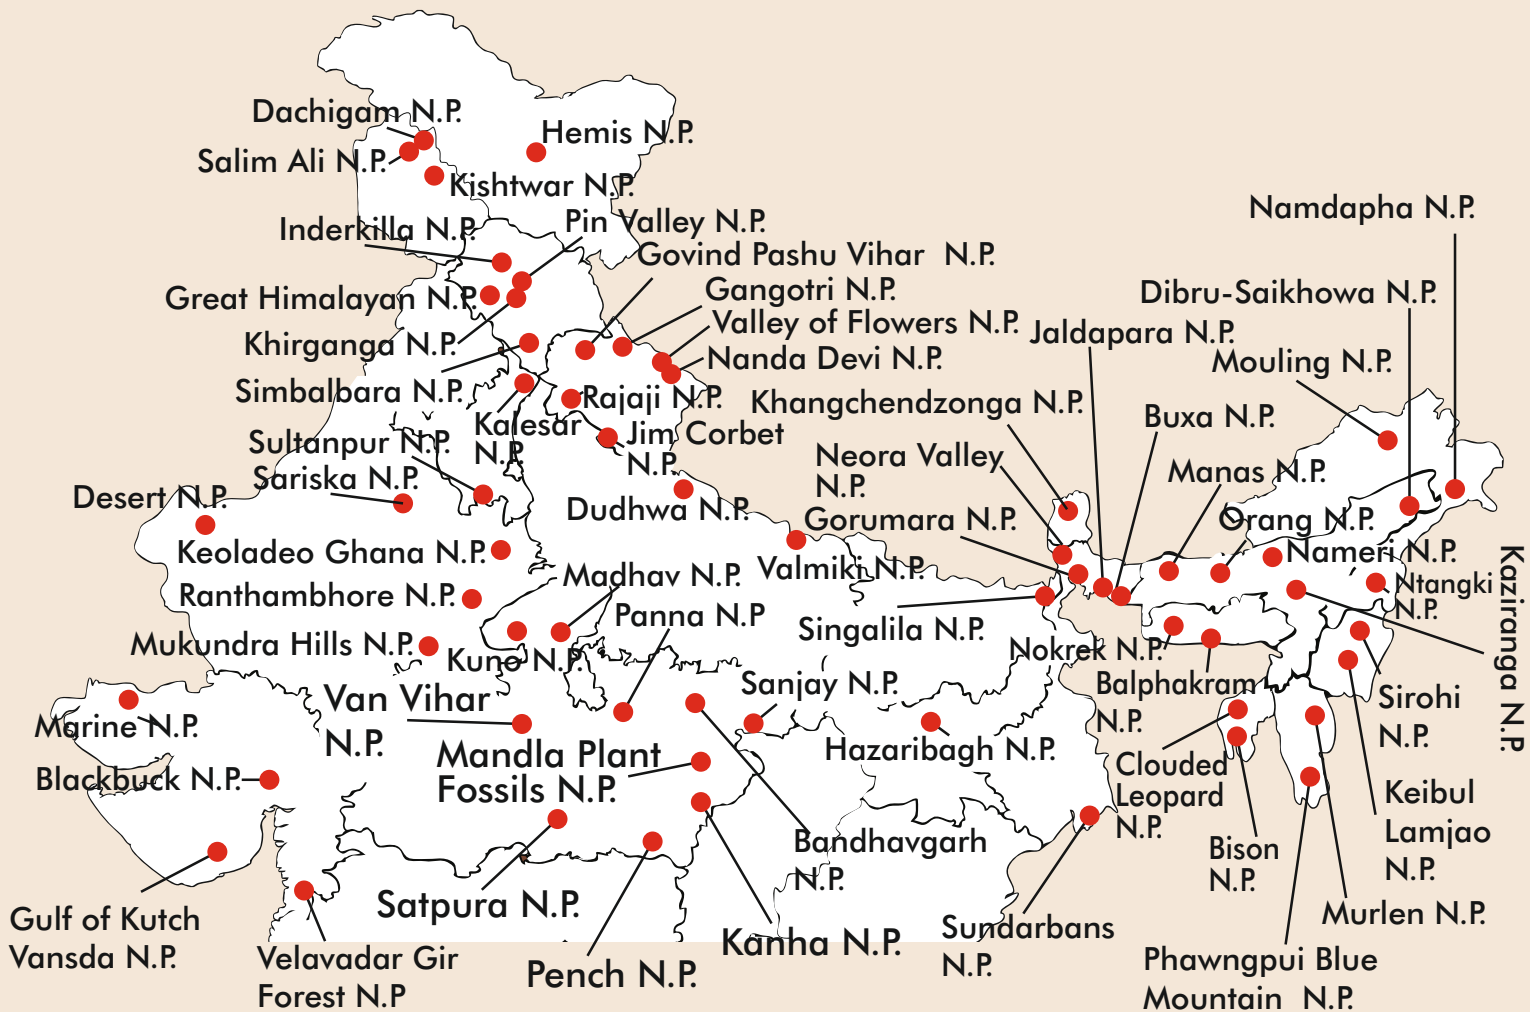 Dachigam N.P.
Hemis N.P.
Salim Ali N.P.
Kishtwar N.P.
Namdapha N.P.
Inderkilla N.P.
Pin Valley N.P.
Govind Pashu Vihar N.P.
Great Himalayan N.P.
Gangotri N.P.
Dibru-Saikhowa N.P.
Valley of Flowers N.P.
Jaldapara N.P.
Khirganga N.P.
Nanda Devi N.P.
Mouling N.P.
Simbalbara N.P.
Rajaji N.P.
Khangchendzonga N.P.
Buxa N.P.
Kalesar
N.P.
Jim Corbet
N.P.
Sultanpur N.P.
Neora Valley
N.P.
Sariska N.P.
Manas N.P.
Desert N.P.
Dudhwa N.P.
Gorumara N.P.
Orang N.P.
Keoladeo Ghana N.P.
Nameri N.P.
Madhav N.P.
Valmiki N.P.
Ntangki
N.P.
Kaziranga N.P.
Ranthambhore N.P.
Panna N.P
Singalila N.P.
Mukundra Hills N.P.
Kuno N.P.
Nokrek N.P.
Van Vihar
N.P.
Sanjay N.P.
Balphakram
N.P.
Sirohi
N.P.
Marine N.P.
Mandla Plant
Fossils N.P.
Hazaribagh N.P.
Blackbuck N.P.
Clouded
Leopard
N.P.
Keibul
Lamjao
N.P.
Bandhavgarh
N.P.
Bison
N.P.
Satpura N.P.
Gulf of Kutch
Vansda N.P.
Murlen N.P.
Sundarbans
N.P.
Kanha N.P.
Velavadar Gir
Forest N.P
Pench N.P.
Phawngpui Blue
Mountain N.P.